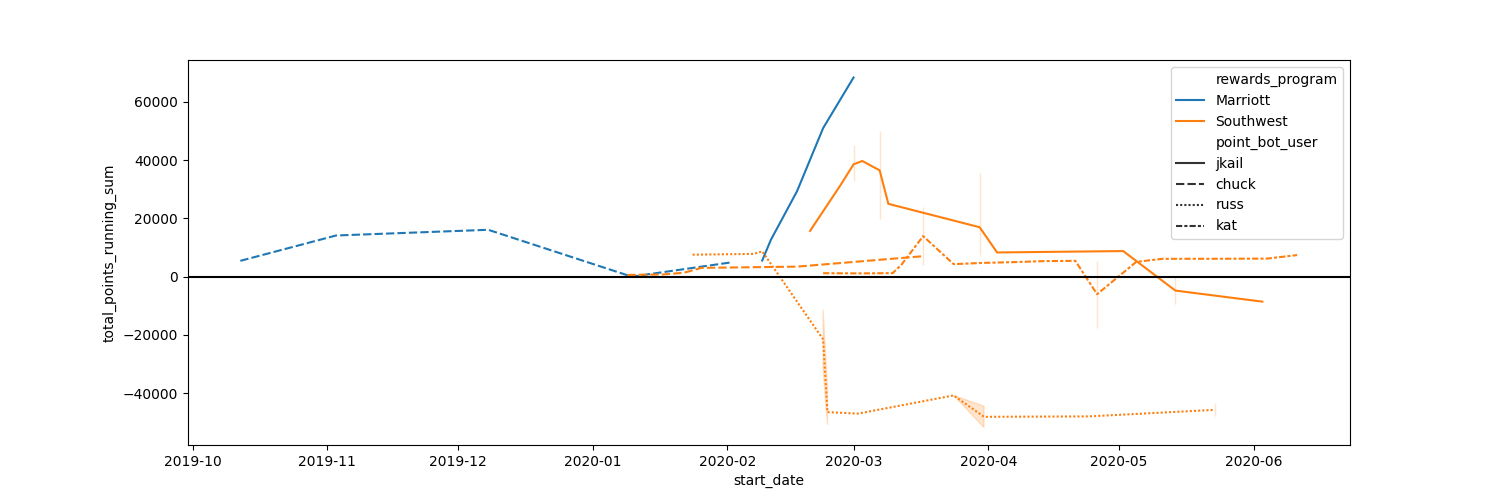 total_points_running_sum
60000
40000
20000
0
−20000
−40000
2019-10
2019-11
2019-12
2020-01
2020-02
2020-03
2020-04
2020-05
2020-06
start_date
rewards_program
Marriott
Southwest
point_bot_user
jkail
chuck
russ
kat